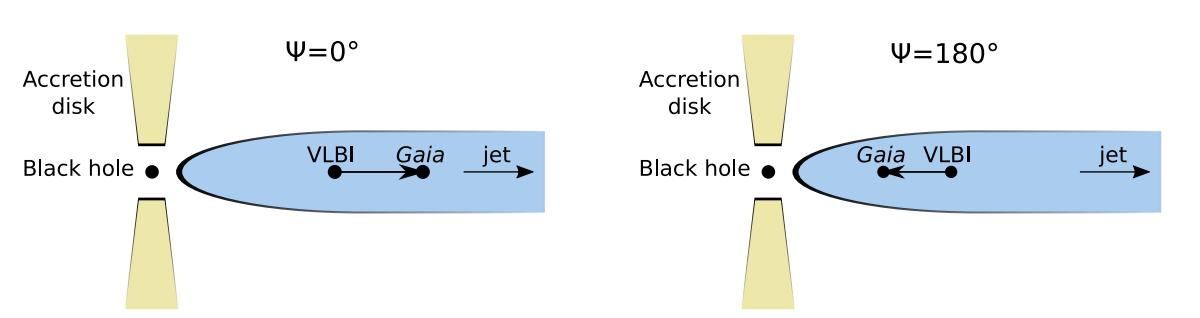 Ψ=0°
Accretion
disk
Black hole
VLBI
Gaia
jet
Ψ=180°
Accretion
disk
Black hole
Gaia
VLBI
jet